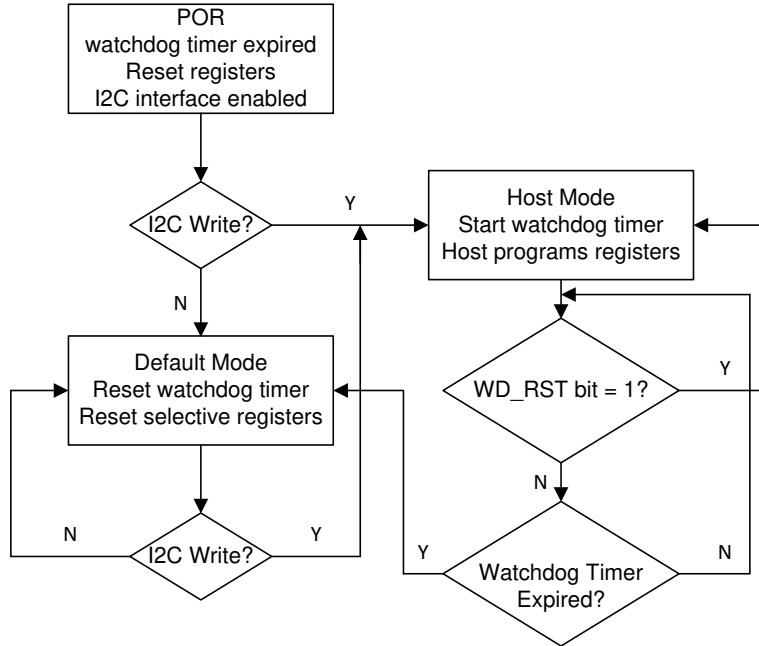 POR
watchdog timer expired
Reset registers
I2C interface enabled
I2C Write?
Y
N
Host Mode
Start watchdog timer
Host programs registers
Default Mode
Reset watchdog timer
Reset selective registers
WD_RST bit = 1?
Y
N
I2C Write?
N
Y
Watchdog Timer
Expired?
Y
N